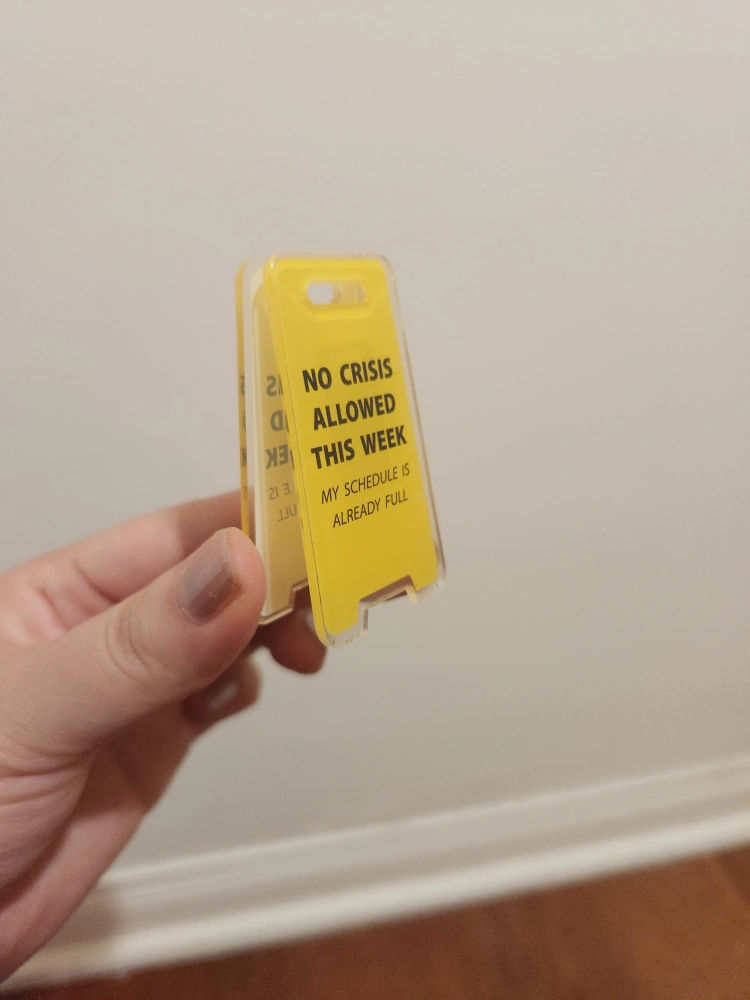 NO CRISIS
ALLOWED
THIS WEEK
MY SCHEDULE IS
ALREADY FULL